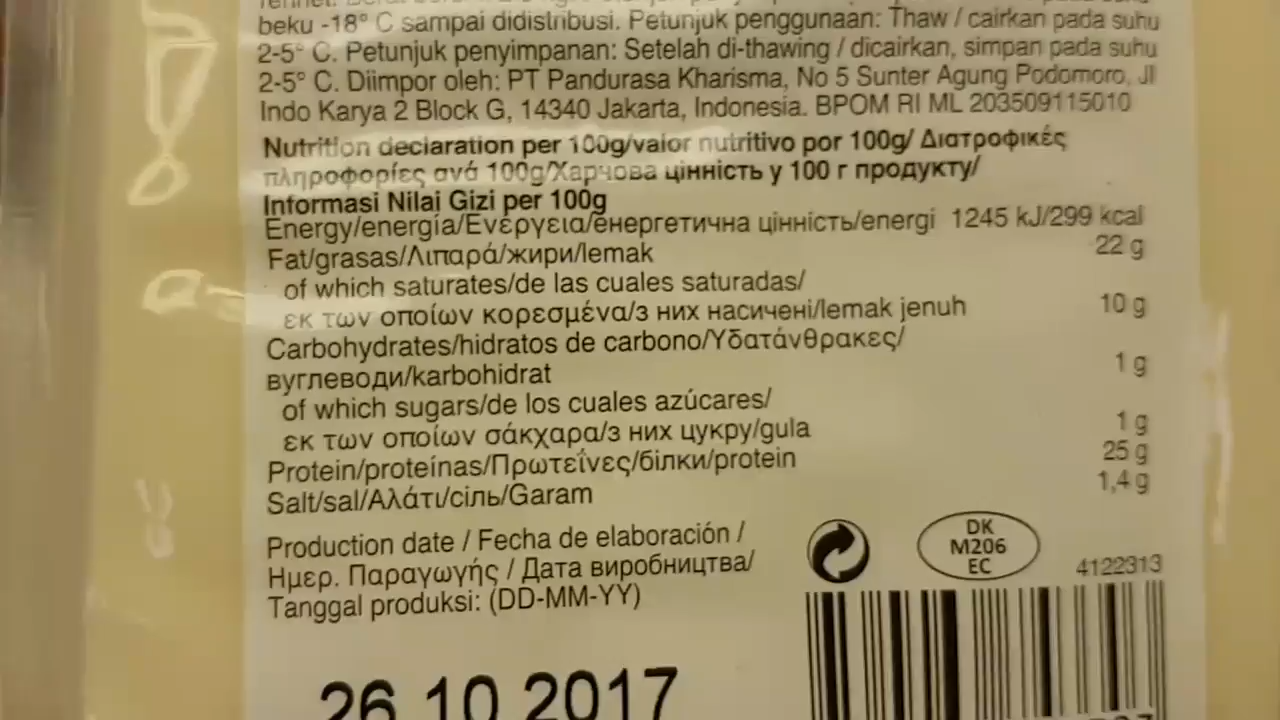 beku -18° C sampai didistribusi. Petunjuk penggunaan: Thaw / cairkan pada suhu
2-5° C. Petunjuk penyimpanan: Setelah di-thawing / dicairkan, simpan pada suhu
2-5° C. Diimpor oleh: PT Pandurasa Kharisma, No 5 Sunter Agung Podomoro, Jl
Indo Karya 2 Block G, 14340 Jakarta, Indonesia. BPOM RI ML 203509115010
Nutrition declaration per 100g/valor nutritivo por 100g/ Διατροφικές
πληροφορίες ανά 100g/Харчова цінність у 100 г продукту/
Informasi Nilai Gizi per 100g
Energy/energía/Ενέργεια/енергетична цінність/energi 1245 kJ/299 kcal
Fat/grasas/Λιπαρά/жири/lemak 22 g
of which saturates/de las cuales saturadas/
εκ των οποίων κορεσμένα/з них насичені/lemak jenuh 10 g
Carbohydrates/hidratos de carbono/Υδατάνθρακες/
вуглеводи/karbohidrat 1 g
of which sugars/de los cuales azúcares/
εκ των οποίων σάκχαρα/з них цукру/gula 1 g
Protein/proteínas/Πρωτεΐνες/білки/protein 25 g
Salt/sal/Αλάτι/сіль/Garam 1,4 g
Production date / Fecha de elaboración /
Ημερ. Παραγωγής / Дата виробництва/
Tanggal produksi: (DD-MM-YY)
DK
M206
EC
4122313
26 10 2017